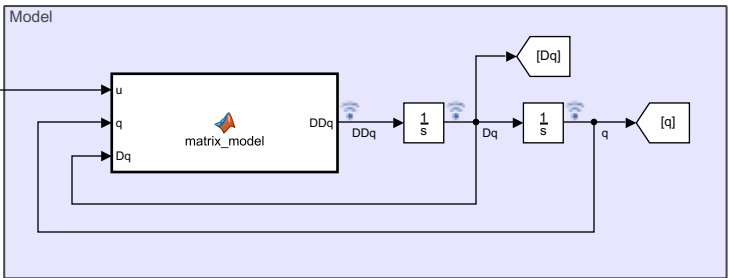 Model
[Dq]
u
q
DDq
matrix_model
Dq
DDq
1
s
Dq
1
s
q
[q]